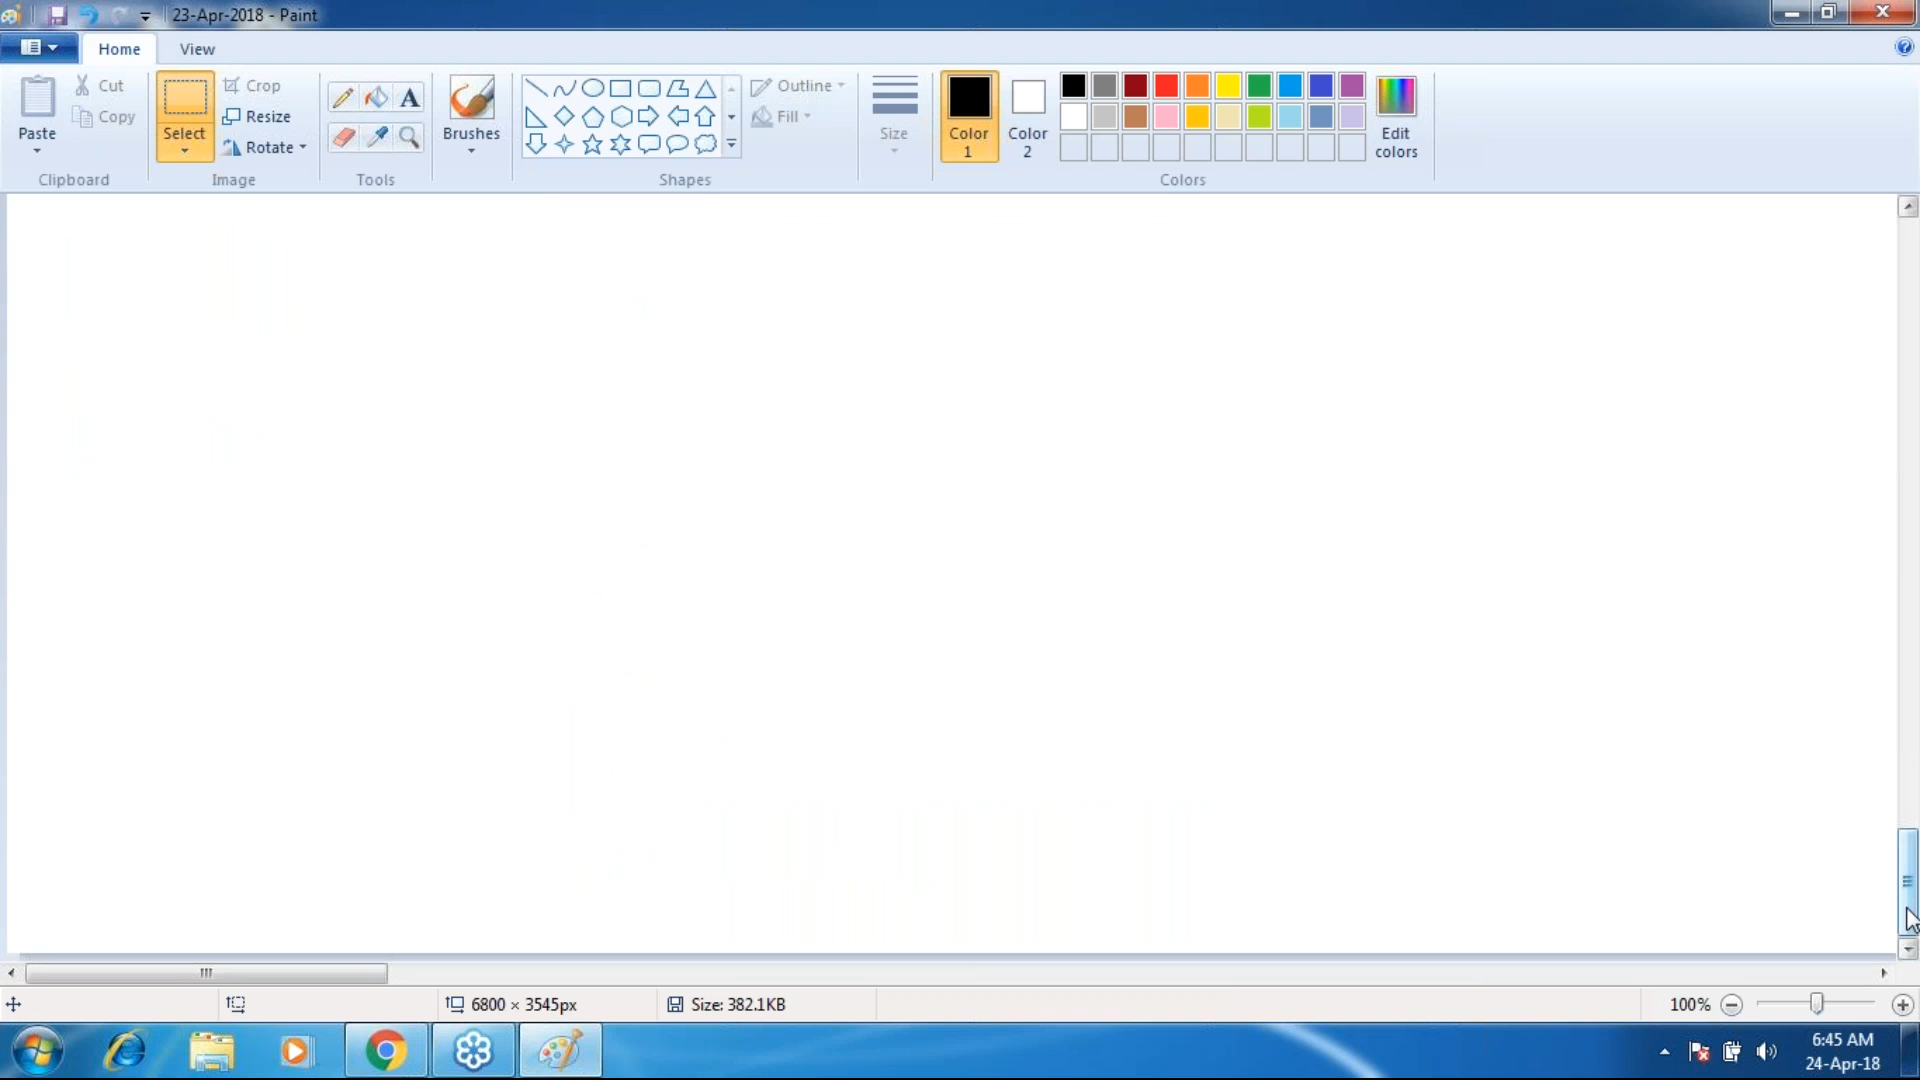 23-Apr-2018 - Paint
Home View
Paste
Cut
Copy
Clipboard
Select
Crop
Resize
Rotate
Image
A
Tools
Brushes
Shapes
Outline
Fill
Size
Color 1
Color 2
Edit colors
Colors
6800 × 3545px
Size: 382.1KB
100%
6:45 AM
24-Apr-18